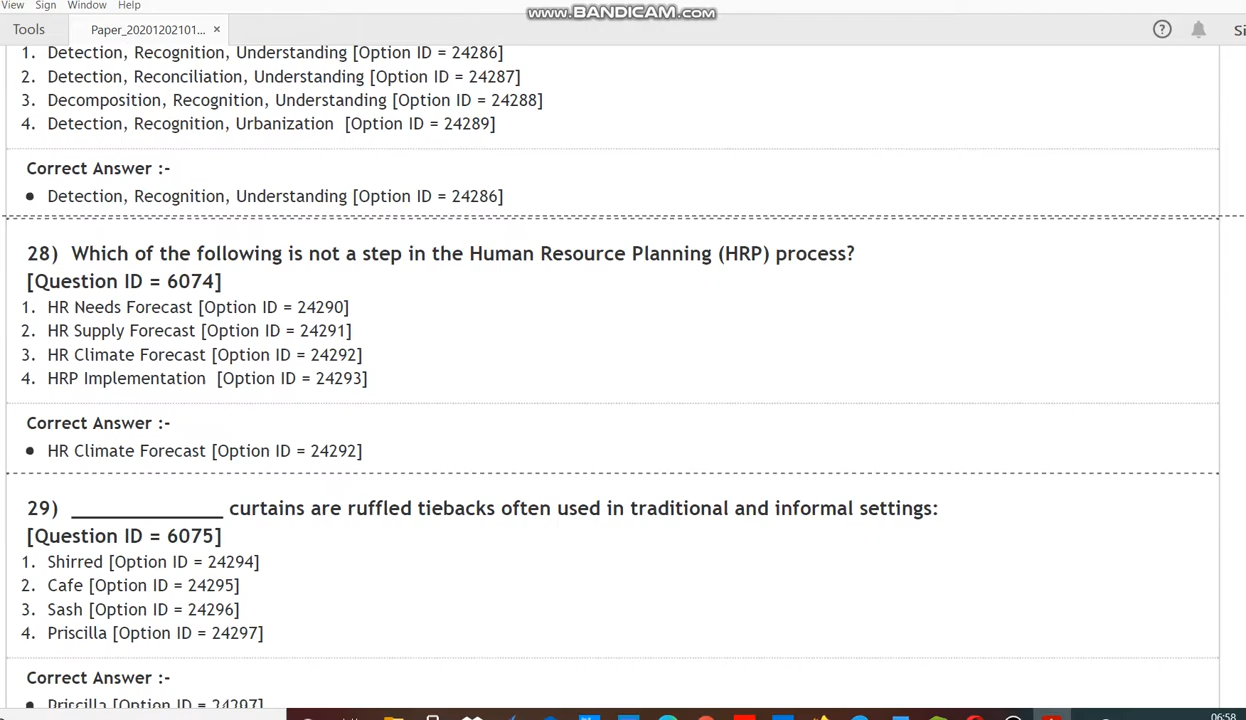 View Sign Window Help
www.BANDICAM.com
Tools Paper_20201202101... × ? Si
1. Detection, Recognition, Understanding [Option ID = 24286]
2. Detection, Reconciliation, Understanding [Option ID = 24287]
3. Decomposition, Recognition, Understanding [Option ID = 24288]
4. Detection, Recognition, Urbanization [Option ID = 24289]
Correct Answer :-
• Detection, Recognition, Understanding [Option ID = 24286]
28) Which of the following is not a step in the Human Resource Planning (HRP) process?
[Question ID = 6074]
1. HR Needs Forecast [Option ID = 24290]
2. HR Supply Forecast [Option ID = 24291]
3. HR Climate Forecast [Option ID = 24292]
4. HRP Implementation [Option ID = 24293]
Correct Answer :-
• HR Climate Forecast [Option ID = 24292]
29) ______________ curtains are ruffled tiebacks often used in traditional and informal settings:
[Question ID = 6075]
1. Shirred [Option ID = 24294]
2. Cafe [Option ID = 24295]
3. Sash [Option ID = 24296]
4. Priscilla [Option ID = 24297]
Correct Answer :-
• Priscilla [Option ID = 24297]
06:58